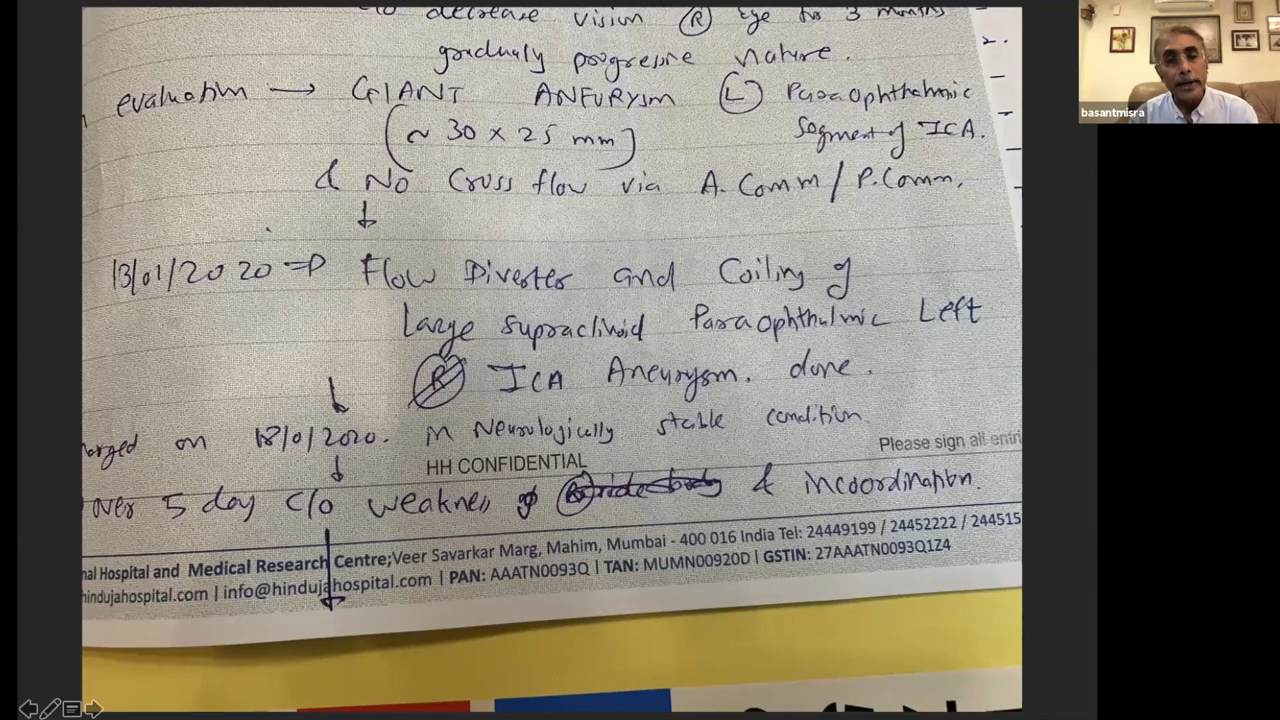 c/o decrease vision (R) Eye for 3 months
gradually progressive nature.
evaluation → GIANT ANEURYSM (L) Paraophthalmic
(~ 30 x 25 mm) segment of ICA.
& No Cross flow via A. Comm / P. Comm.
13/01/2020 ⇒ Flow Diverter and Coiling of
Large supraclinoid Paraophthalmic Left
ICA Aneurysm. done.
on 18/01/2020. in Neurologically stable condition
Please sign all entri
HH CONFIDENTIAL
over 5 day c/o weakness of & incoordination.
nal Hospital and Medical Research Centre;Veer Savarkar Marg, Mahim, Mumbai - 400 016 India Tel: 24449199 / 24452222 / 244515
hindujahospital.com | info@hindujahospital.com | PAN: AAATN0093Q | TAN: MUMN00920D | GSTIN: 27AAATN0093Q1Z4
basantmisra